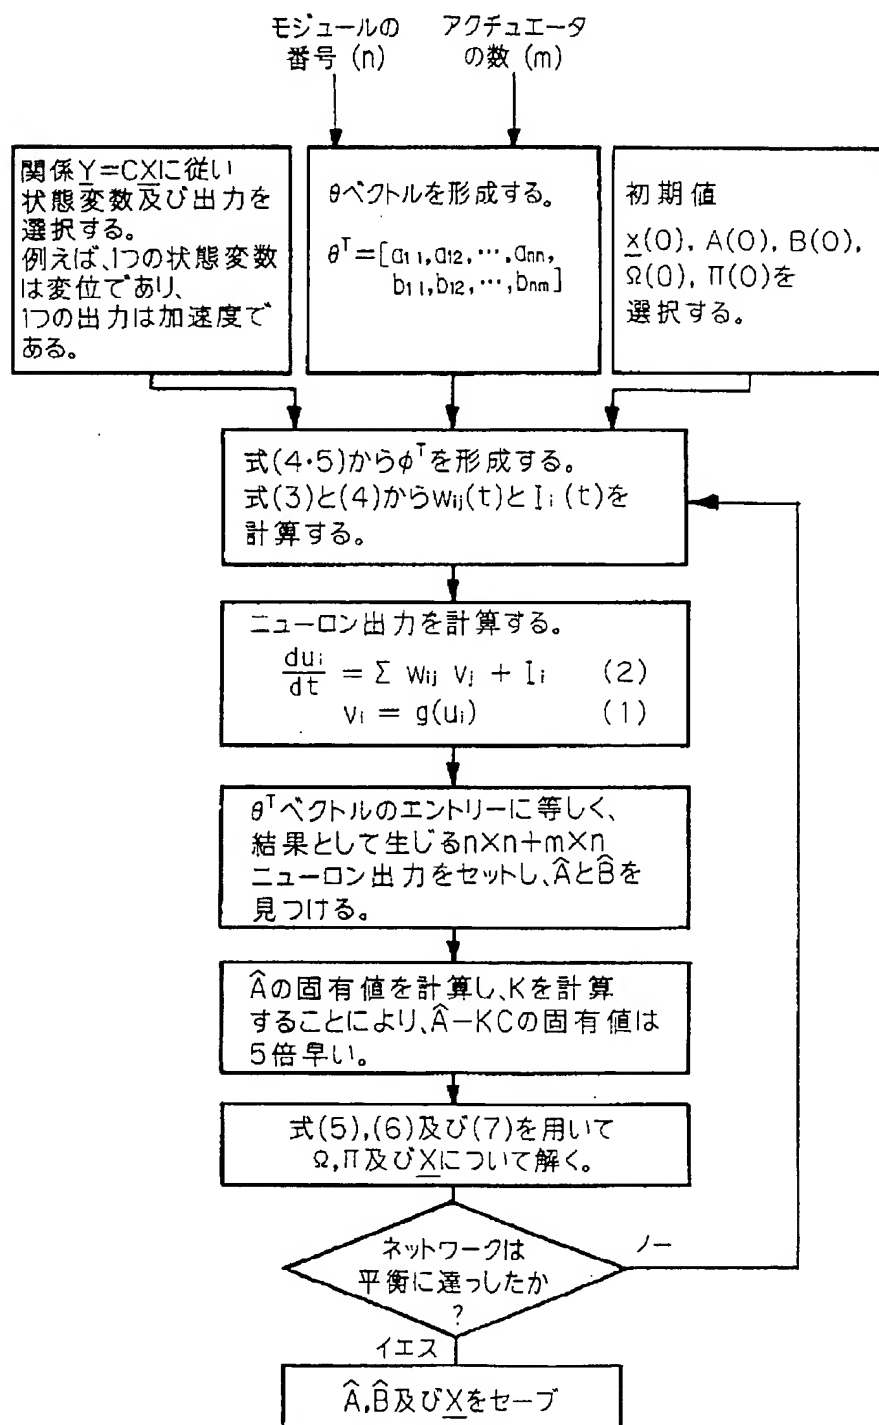 モジュールの
番号 (n)
アクチュエータ
の数 (m)
関係Y=CXに従い
状態変数及び出力を
選択する。
例えば、1つの状態変数
は変位であり、
1つの出力は加速度で
ある。
θベクトルを形成する。
θᵀ=[a₁₁,a₁₂,…,aₙₙ,
b₁₁,b₁₂,…,bₙₘ]
初期値
x(0), A(0), B(0),
Ω(0), Π(0)を
選択する。
式(4・5)からφᵀを形成する。
式(3)と(4)からwᵢⱼ(t)とIᵢ(t)を
計算する。
ニューロン出力を計算する。
duᵢ/dt = Σ wᵢⱼ vⱼ + Iᵢ (2)
vᵢ = g(uᵢ) (1)
θᵀベクトルのエントリーに等しく、
結果として生じるn×n+m×n
ニューロン出力をセットし、ÂとB̂を
見つける。
Âの固有値を計算し、Kを計算
することにより、Â−KCの固有値は
5倍早い。
式(5),(6)及び(7)を用いて
Ω,Π及びXについて解く。
ネットワークは
平衡に達っしたか
?
ノー
イエス
Â,B̂及びXをセーブ